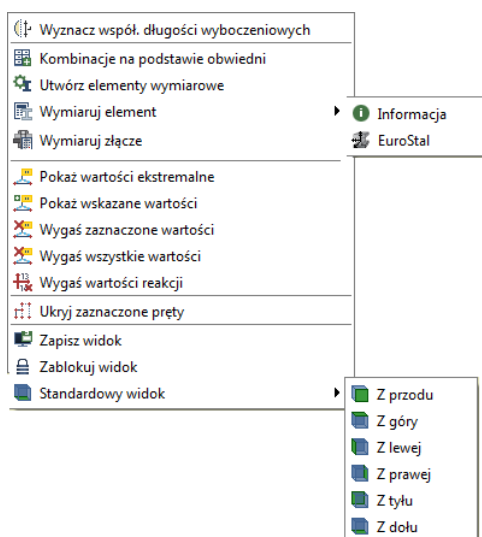 Wyznacz współ. długości wyboczeniowych
Kombinacje na podstawie obwiedni
Utwórz elementy wymiarowe
Wymiaruj element
Informacja
Wymiaruj złącze
EuroStal
Pokaż wartości ekstremalne
Pokaż wskazane wartości
Wygaś zaznaczone wartości
Wygaś wszystkie wartości
Wygaś wartości reakcji
Ukryj zaznaczone pręty
Zapisz widok
Zablokuj widok
Standardowy widok
Z przodu
Z góry
Z lewej
Z prawej
Z tyłu
Z dołu